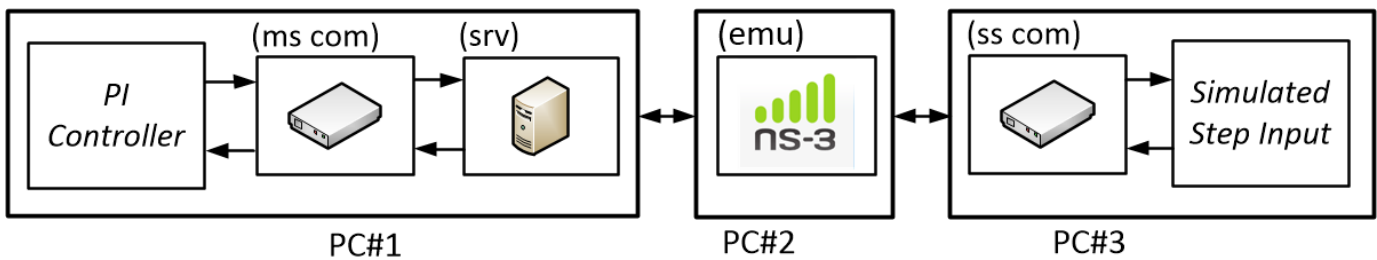 (ms com)
(srv)
(emu)
(ss com)
PI
Controller
ns-3
Simulated
Step Input
PC#1
PC#2
PC#3